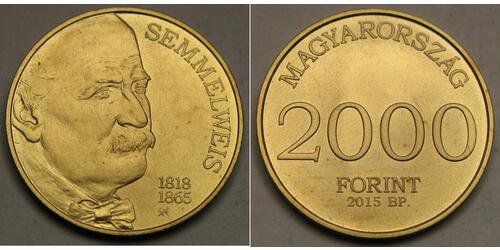 SEMMELWEIS
1818
1865
MAGYARORSZÁG
2000
FORINT
2015 BP.